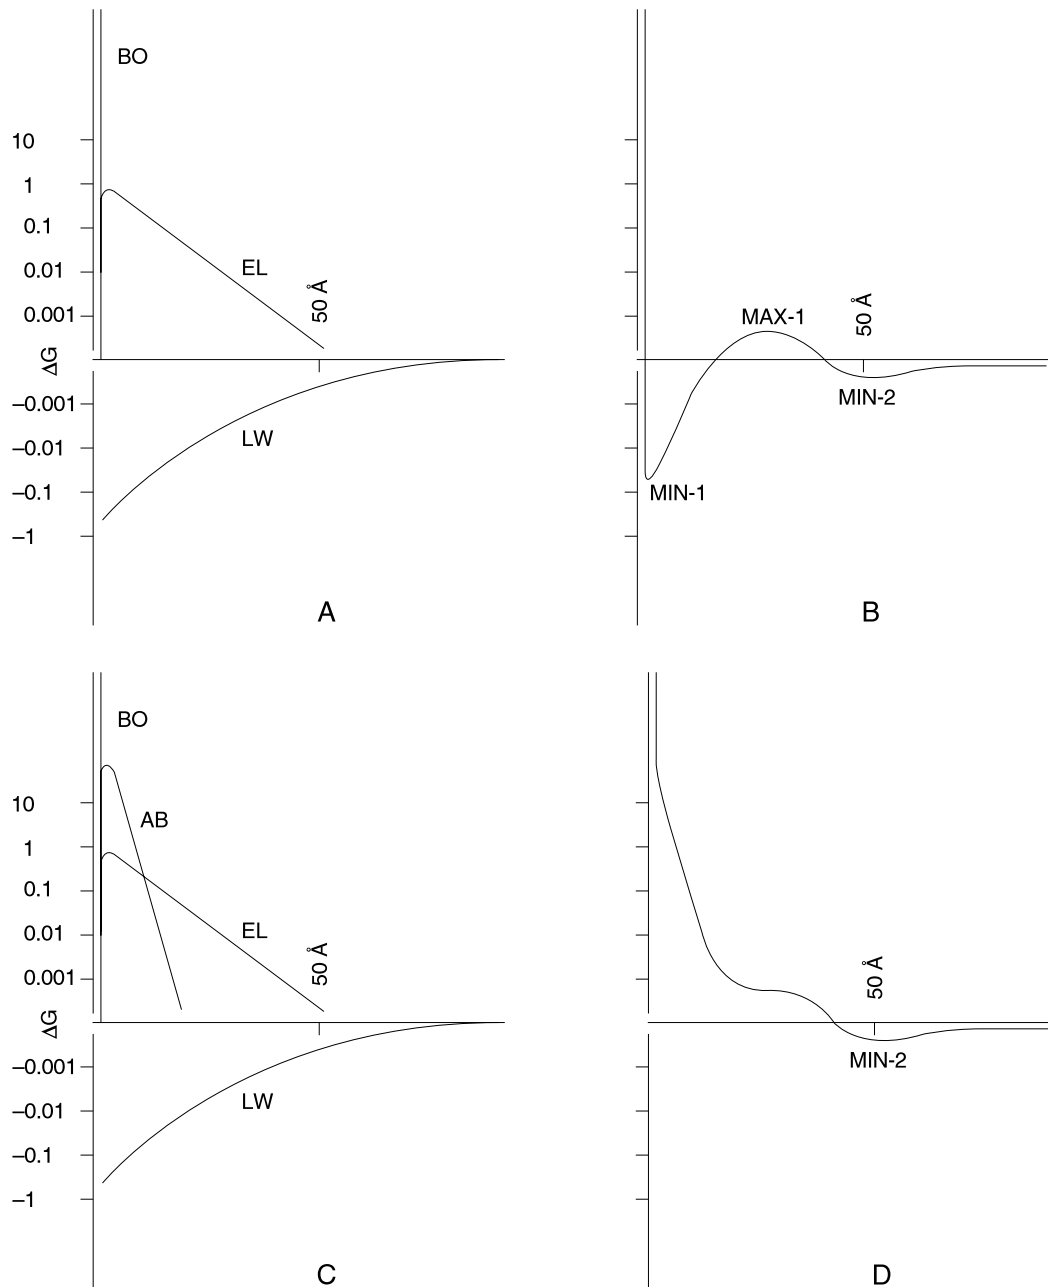 BO
10
1
0.1
0.01
0.001
ΔG
–0.001
–0.01
–0.1
–1
EL
50 Å
LW
A
MAX-1
50 Å
MIN-2
MIN-1
B
BO
AB
10
1
0.1
0.01
0.001
ΔG
–0.001
–0.01
–0.1
–1
EL
50 Å
LW
C
50 Å
MIN-2
D